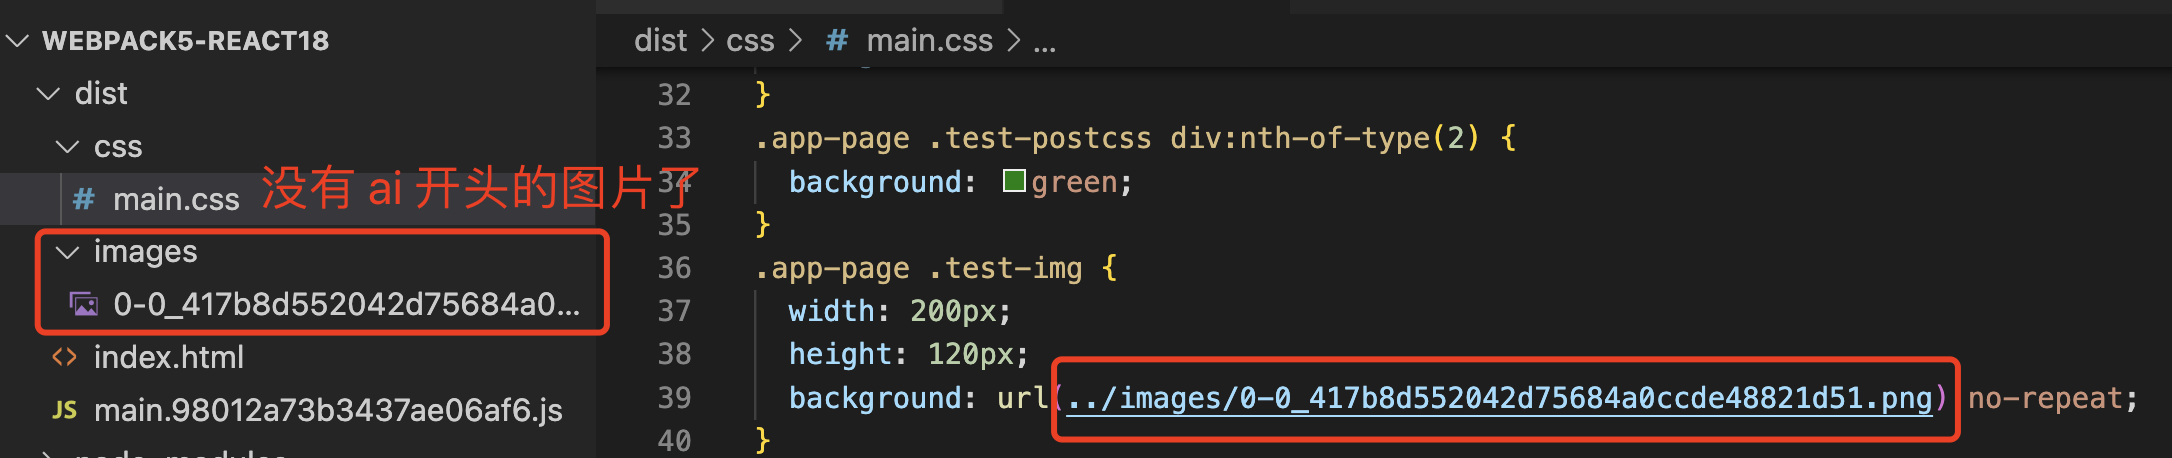 WEBPACK5-REACT18
dist
css
main.css
没有 ai 开头的图片了
images
0-0_417b8d552042d75684a0...
index.html
JS main.98012a73b3437ae06af6.js
node_modules
dist > css > # main.css > ...
32 }
33 .app-page .test-postcss div:nth-of-type(2) {
34 background: green;
35 }
36 .app-page .test-img {
37 width: 200px;
38 height: 120px;
39 background: url(../images/0-0_417b8d552042d75684a0ccde48821d51.png) no-repeat;
40 }